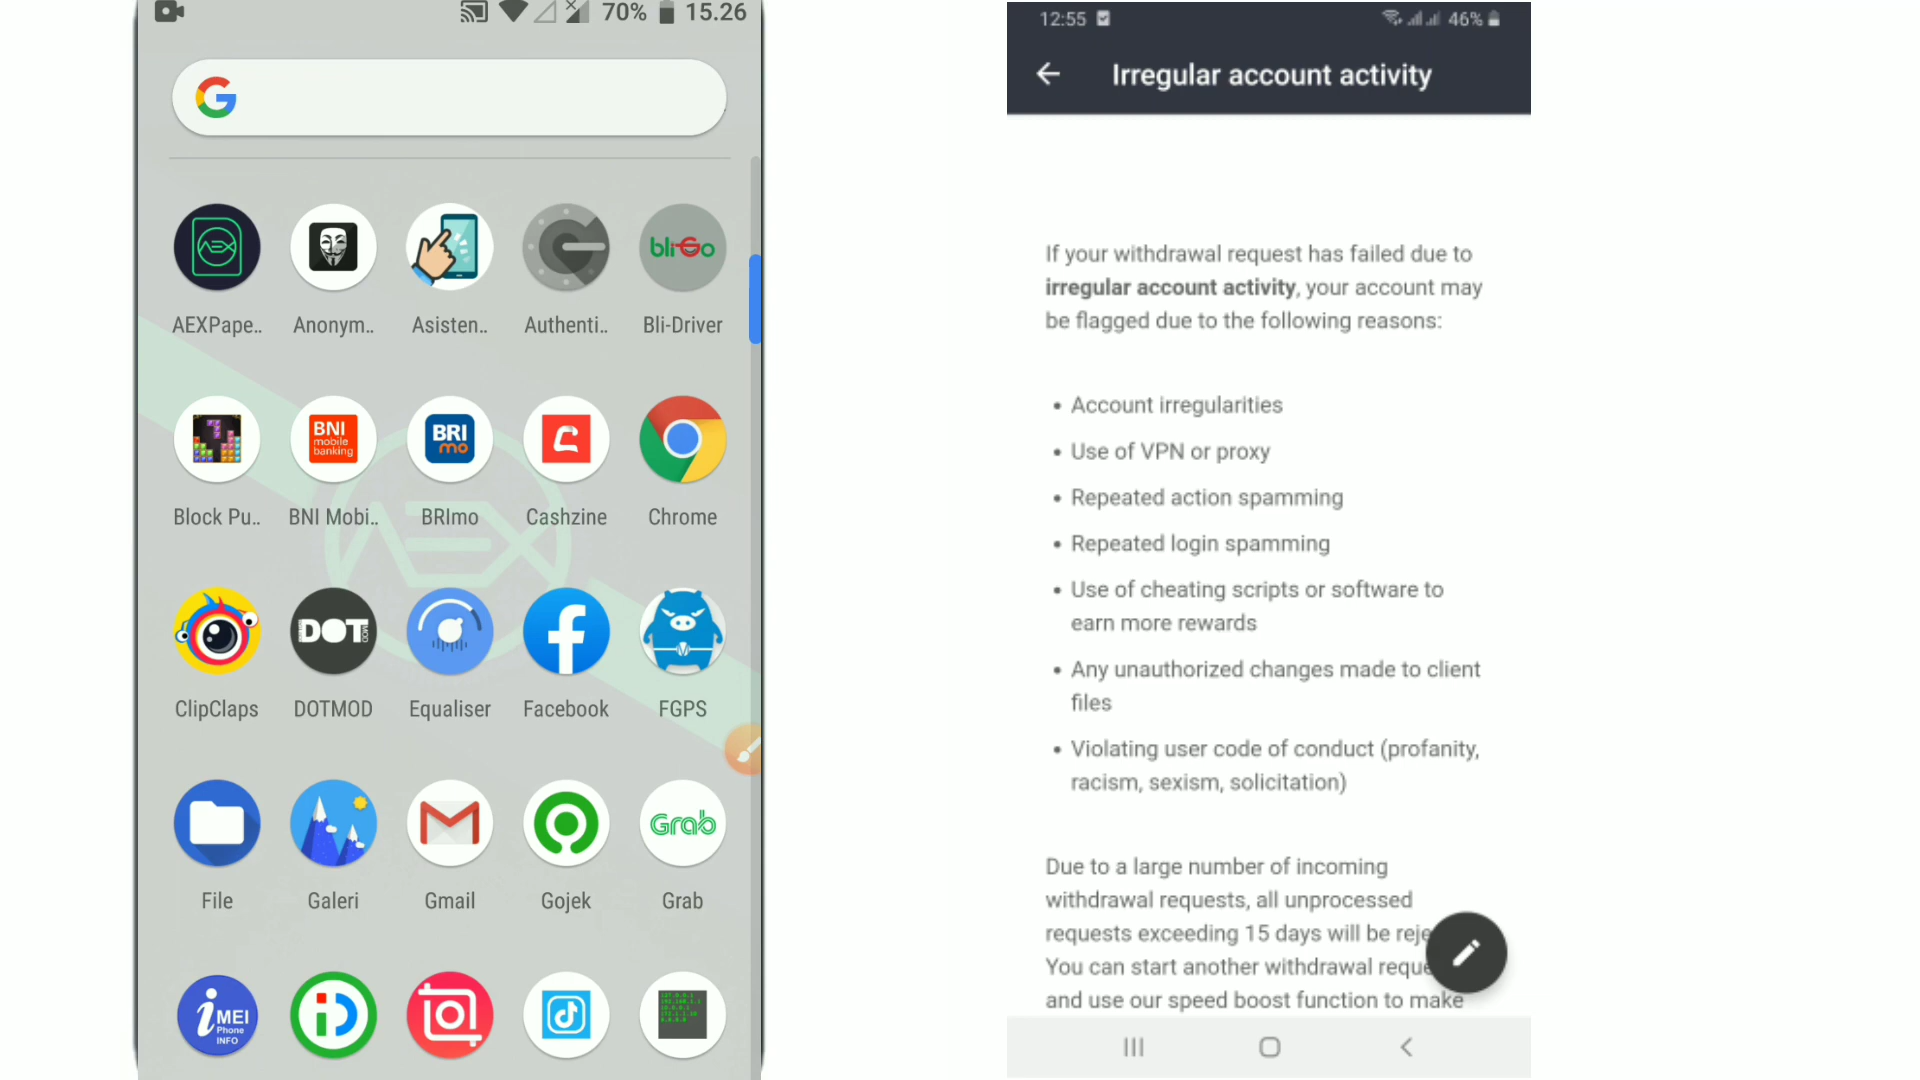 70% 15.26
AEXPape.. Anonym.. Asisten.. Authenti.. Bli-Driver
bliGo
BNI mobile banking
BRI mo
Block Pu.. BNI Mobi.. BRImo Cashzine Chrome
AEX
DOT
ClipClaps DOTMOD Equaliser Facebook FGPS
Grab
File Galeri Gmail Gojek Grab
iMEI
Phone
INFO
12:55 46%
Irregular account activity
If your withdrawal request has failed due to
irregular account activity, your account may
be flagged due to the following reasons:
• Account irregularities
• Use of VPN or proxy
• Repeated action spamming
• Repeated login spamming
• Use of cheating scripts or software to
earn more rewards
• Any unauthorized changes made to client
files
• Violating user code of conduct (profanity,
racism, sexism, solicitation)
Due to a large number of incoming
withdrawal requests, all unprocessed
requests exceeding 15 days will be reje
You can start another withdrawal reque
and use our speed boost function to make